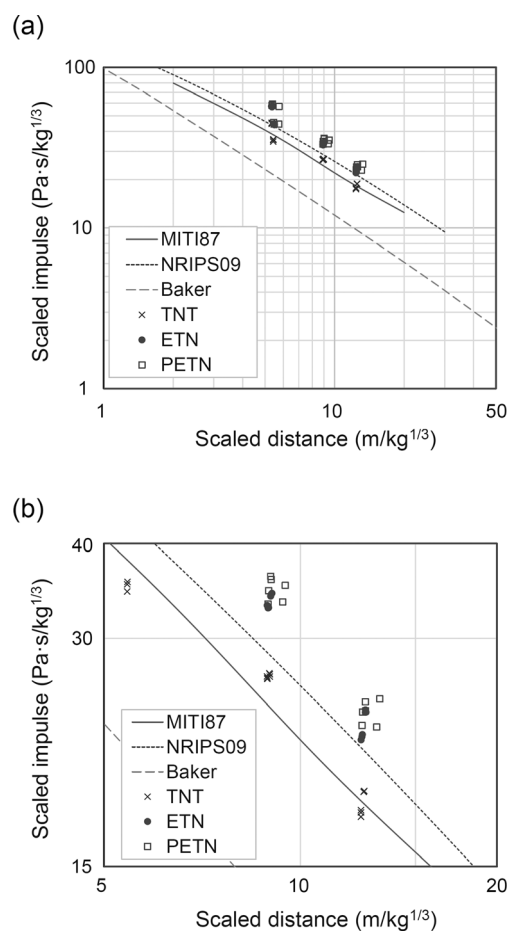 (a)
100
10
1
Scaled impulse (Pa·s/kg1/3)
MITI87
NRIPS09
Baker
TNT
ETN
PETN
1
10
50
Scaled distance (m/kg1/3)
(b)
40
30
15
Scaled impulse (Pa·s/kg1/3)
MITI87
NRIPS09
Baker
TNT
ETN
PETN
5
10
20
Scaled distance (m/kg1/3)